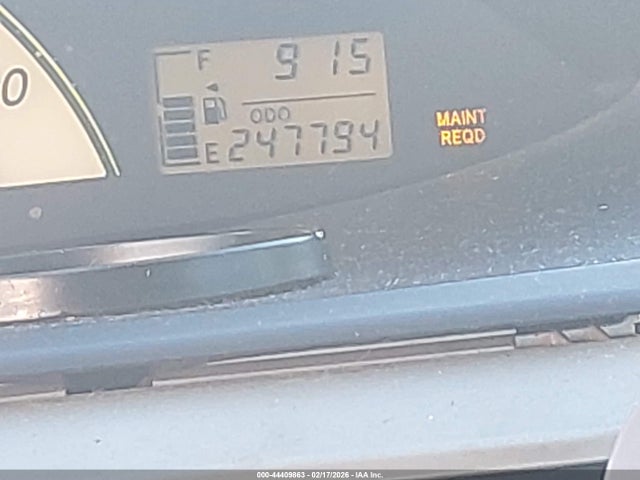 0
F 9 15
ODO
E 247794
MAINT
REQD
000-44409863 - 02/17/2026 - IAA Inc.